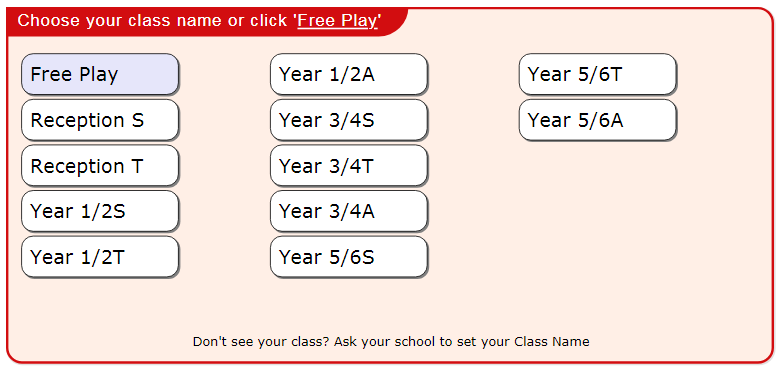 Choose your class name or click 'Free Play'
Free Play
Reception S
Reception T
Year 1/2S
Year 1/2T
Year 1/2A
Year 3/4S
Year 3/4T
Year 3/4A
Year 5/6S
Year 5/6T
Year 5/6A
Don't see your class? Ask your school to set your Class Name